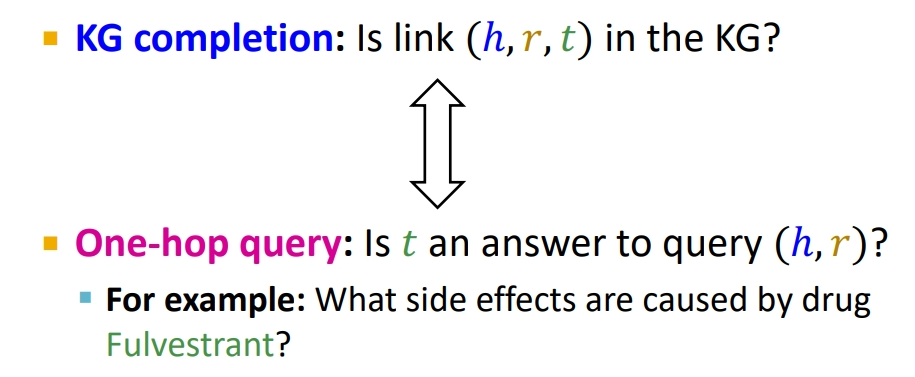 KG completion: Is link (h, r, t) in the KG?
One-hop query: Is t an answer to query (h, r)?
For example: What side effects are caused by drug
Fulvestrant?